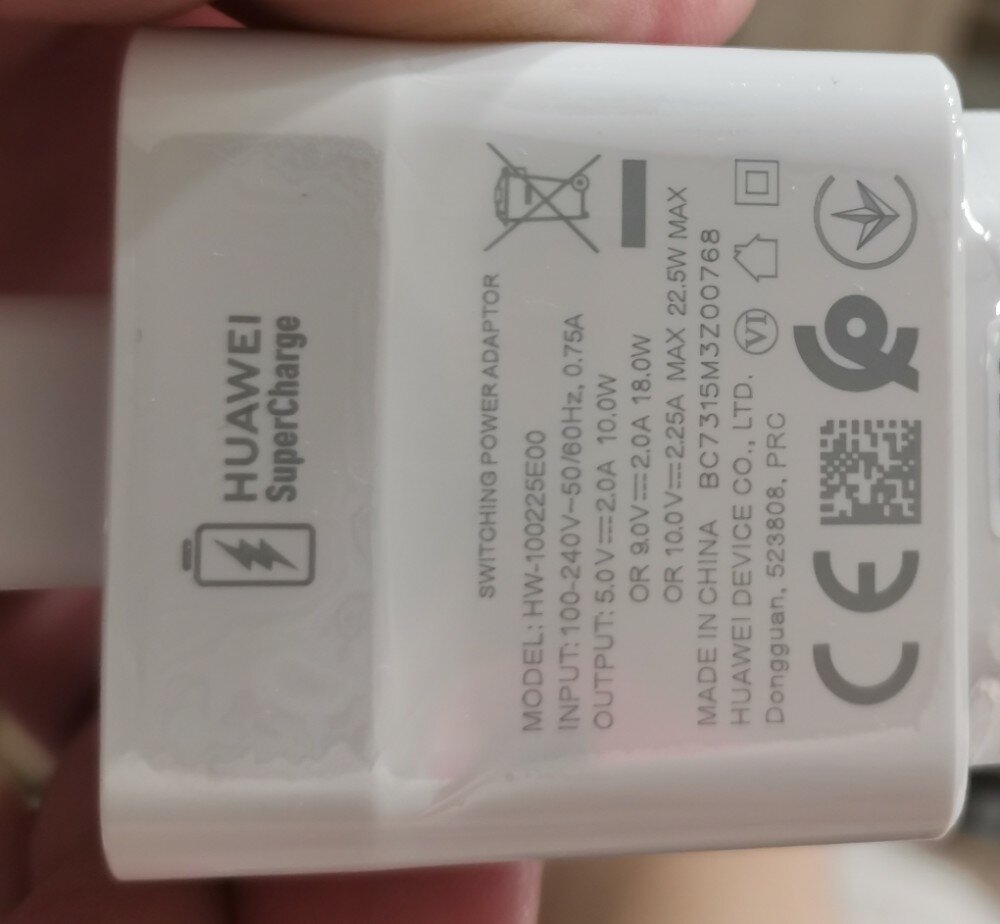 HUAWEI
SuperCharge
SWITCHING POWER ADAPTOR
MODEL: HW-100225E00
INPUT: 100-240V~50/60Hz, 0.75A
OUTPUT: 5.0V⎓2.0A 10.0W
OR 9.0V⎓2.0A 18.0W
OR 10.0V⎓2.25A MAX 22.5W MAX
MADE IN CHINA BC7315M3Z00768
HUAWEI DEVICE CO., LTD. VI
Dongguan, 523808, PRC
CE